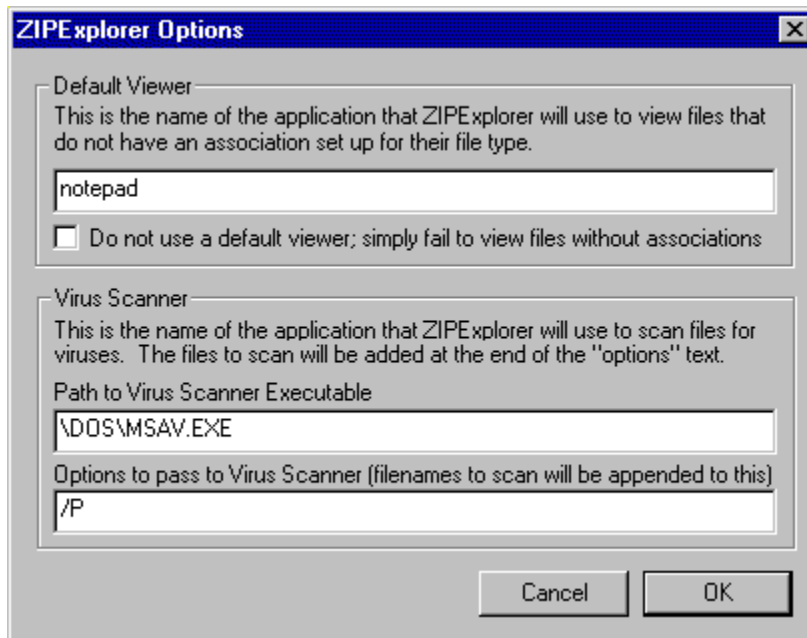 ZIPExplorer Options
Default Viewer
This is the name of the application that ZIPExplorer will use to view files that
do not have an association set up for their file type.
notepad
Do not use a default viewer; simply fail to view files without associations
Virus Scanner
This is the name of the application that ZIPExplorer will use to scan files for
viruses.  The files to scan will be added at the end of the "options" text.
Path to Virus Scanner Executable
\DOS\MSAV.EXE
Options to pass to Virus Scanner (filenames to scan will be appended to this)
/P
Cancel
OK